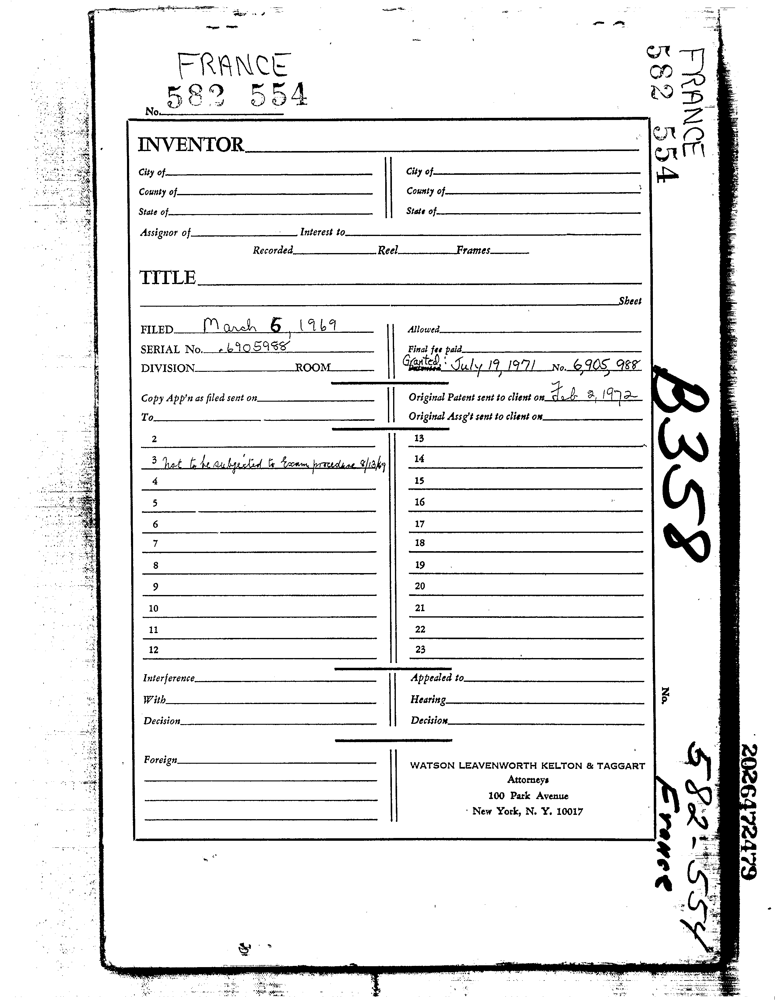 FRANCE
No. 582 554
INVENTOR
City of
City of
County of
County of
State of
State of
Assignor of Interest to
Recorded Reel Frames
TITLE
Sheet
FILED March 6, 1969
Allowed
SERIAL No. .6905988
Final fee paid
Granted: July 19, 1971 No. 6,905,988
DIVISION ROOM
Copy App'n as filed sent on
Original Patent sent to client on Feb 2, 1972
To
Original Assg't sent to client on
2
13
3 not to be subjected to Exam procedure 8/13/69
14
4
15
5
16
6
17
7
18
8
19
9
20
10
21
11
22
12
23
Interference
Appealed to
With
Hearing
Decision
Decision
Foreign
WATSON LEAVENWORTH KELTON & TAGGART
Attorneys
100 Park Avenue
New York, N. Y. 10017
FRANCE
582 554
B358
No.
582-554
France
2026472479